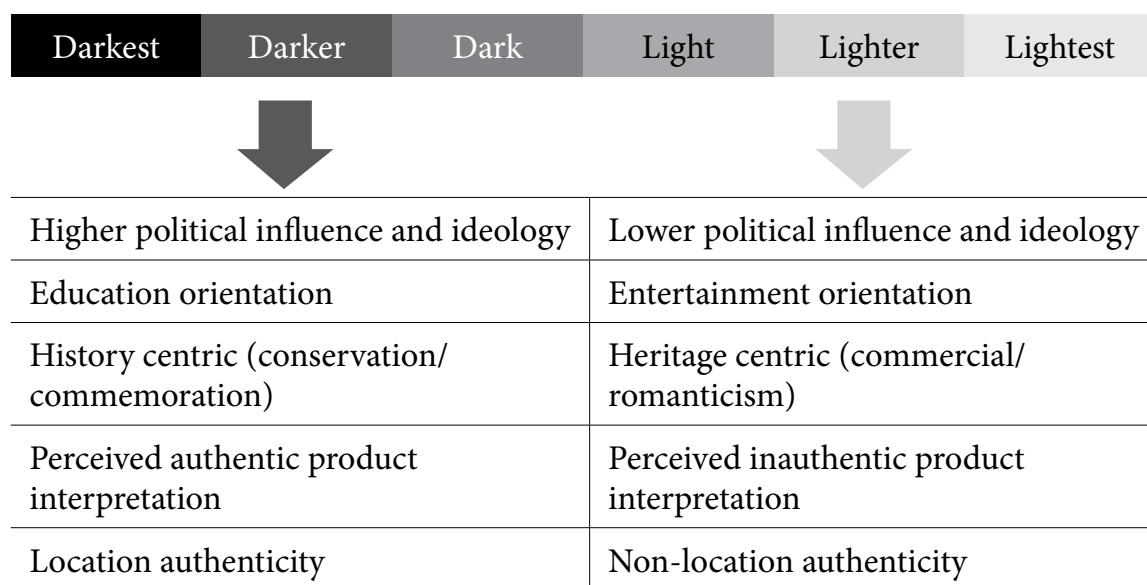 Darkest Darker Dark Light Lighter Lightest
Higher political influence and ideology Lower political influence and ideology
Education orientation Entertainment orientation
History centric (conservation/ Heritage centric (commercial/
commemoration) romanticism)
Perceived authentic product Perceived inauthentic product
interpretation interpretation
Location authenticity Non-location authenticity